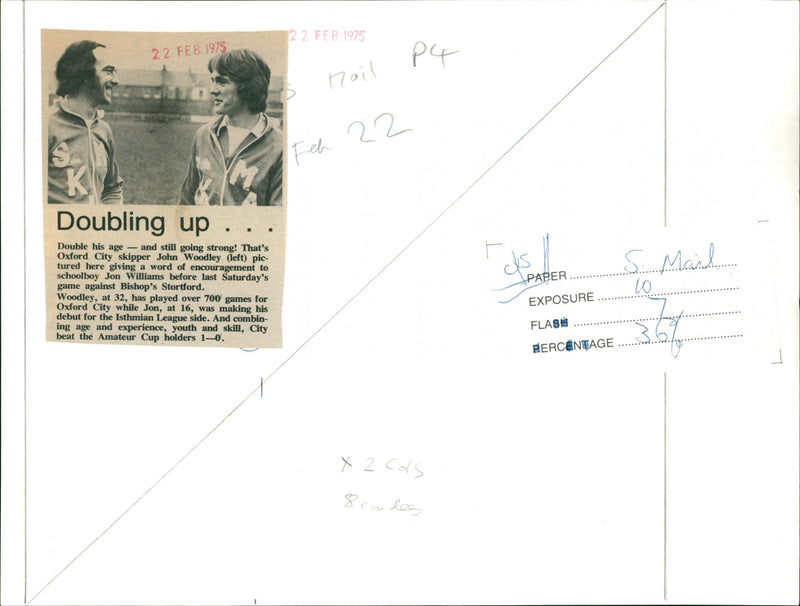 22 FEB 1975
22 FEB 1975
S Mail P4
Feb 22
SK
MA
Doubling up . . .
Double his age — and still going strong! That's
Oxford City skipper John Woodley (left) pic-
tured here giving a word of encouragement to
schoolboy Jon Williams before last Saturday's
game against Bishop's Stortford.
Woodley, at 32, has played over 700 games for
Oxford City while Jon, at 16, was making his
debut for the Isthmian League side. And combin-
ing age and experience, youth and skill, City
beat the Amateur Cup holders 1—0.
PAPER S. Mail
EXPOSURE 10
FLASH 7
PERCENTAGE 36%
X 2 Cols